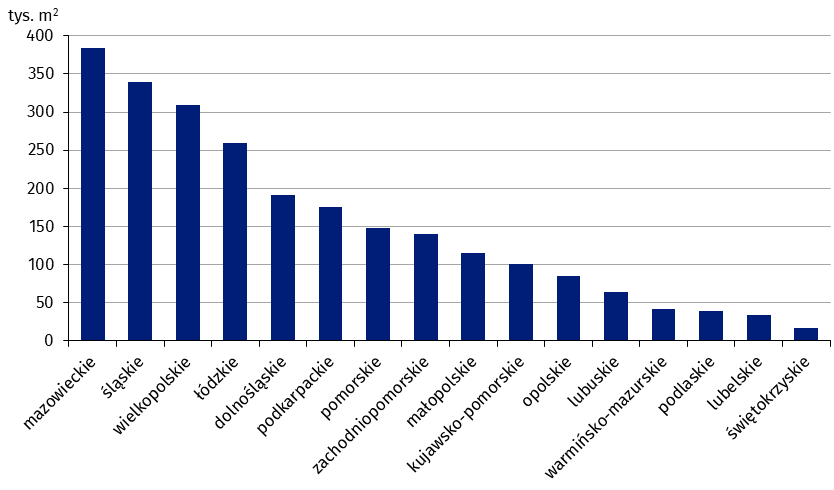 tys. m²
400
350
300
250
200
150
100
50
0
mazowieckie
śląskie
wielkopolskie
łódzkie
dolnośląskie
podkarpackie
pomorskie
zachodniopomorskie
małopolskie
kujawsko-pomorskie
opolskie
lubuskie
warmińsko-mazurskie
podlaskie
lubelskie
świętokrzyskie